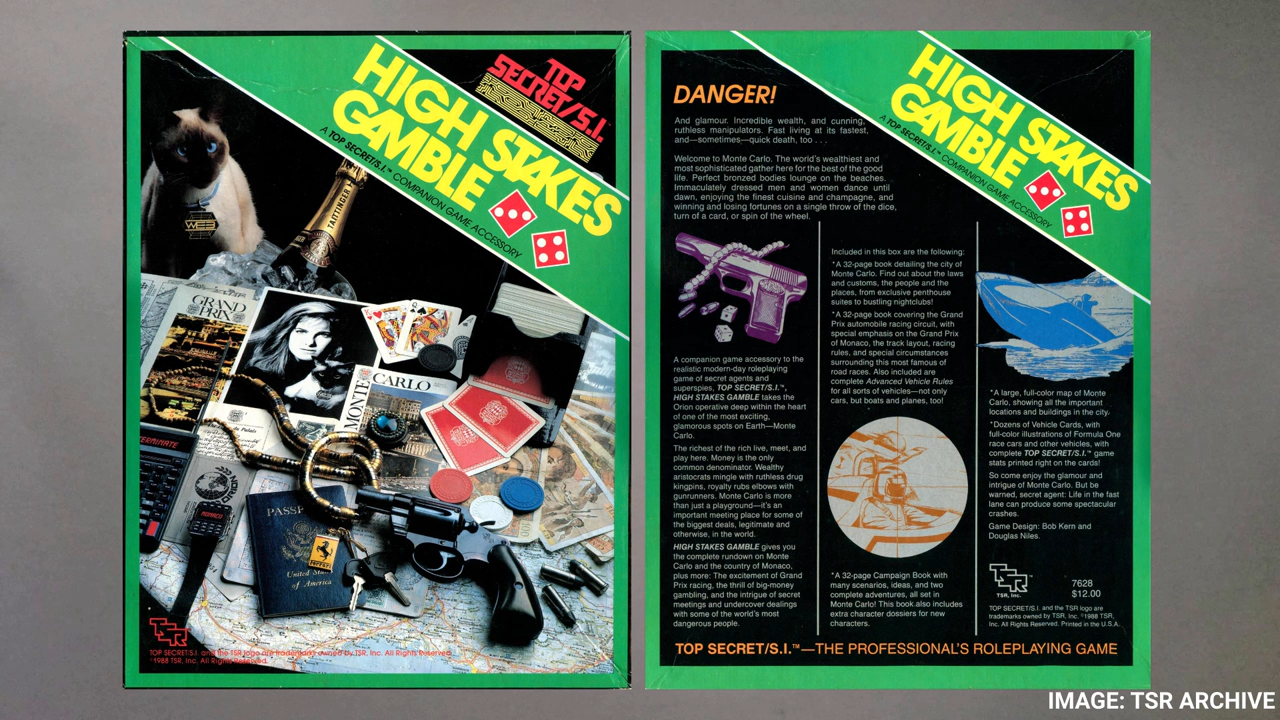 HIGH STAKES
GAMBLE
A TOP SECRET/S.I.™ COMPANION GAME ACCESSORY
TOP
SECRET/S.I.
WEB
TAITTINGER
GRAND
PRIX
K
Q
MONTE
CARLO
TERMINATE
ORION
MONACO
PASSPORT
United States
of America
Ferrari
TSR
TOP SECRET/S.I. and the TSR logo are trademarks owned by TSR, Inc. All Rights Reserved.
©1988 TSR, Inc. All Rights Reserved.
HIGH STAKES
GAMBLE
A TOP SECRET/S.I.™ COMPANION GAME ACCESSORY
DANGER!
And glamour. Incredible wealth, and cunning,
ruthless manipulators. Fast living at its fastest,
and—sometimes—quick death, too . . .
Welcome to Monte Carlo. The world's wealthiest and
most sophisticated gather here for the best of the good
life. Perfect bronzed bodies lounge on the beaches.
Immaculately dressed men and women dance until
dawn, enjoying the finest cuisine and champagne, and
winning and losing fortunes on a single throw of the dice,
turn of a card, or spin of the wheel.
A companion game accessory to the
realistic modern-day roleplaying
game of secret agents and
superspies, TOP SECRET/S.I.™,
HIGH STAKES GAMBLE takes the
Orion operative deep within the heart
of one of the most exciting,
glamorous spots on Earth—Monte
Carlo.
The richest of the rich live, meet, and
play here. Money is the only
common denominator. Wealthy
aristocrats mingle with ruthless drug
kingpins, royalty rubs elbows with
gunrunners. Monte Carlo is more
than just a playground—it's an
important meeting place for some of
the biggest deals, legitimate and
otherwise, in the world.
HIGH STAKES GAMBLE gives you
the complete rundown on Monte
Carlo and the country of Monaco,
plus more: The excitement of Grand
Prix racing, the thrill of big-money
gambling, and the intrigue of secret
meetings and undercover dealings
with some of the world's most
dangerous people.
Included in this box are the following:
*A 32-page book detailing the city of
Monte Carlo. Find out about the laws
and customs, the people and the
places, from exclusive penthouse
suites to bustling nightclubs!
*A 32-page book covering the Grand
Prix automobile racing circuit, with
special emphasis on the Grand Prix
of Monaco, the track layout, racing
rules, and special circumstances
surrounding this most famous of
road races. Also included are
complete Advanced Vehicle Rules
for all sorts of vehicles—not only
cars, but boats and planes, too!
*A 32-page Campaign Book with
many scenarios, ideas, and two
complete adventures, all set in
Monte Carlo! This book also includes
extra character dossiers for new
characters.
*A large, full-color map of Monte
Carlo, showing all the important
locations and buildings in the city.
*Dozens of Vehicle Cards, with
full-color illustrations of Formula One
race cars and other vehicles, with
complete TOP SECRET/S.I.™ game
stats printed right on the cards!
So come enjoy the glamour and
intrigue of Monte Carlo. But be
warned, secret agent: Life in the fast
lane can produce some spectacular
crashes.
Game Design: Bob Kern and
Douglas Niles.
TSR™
TSR, Inc.
7628
$12.00
TOP SECRET/S.I. and the TSR logo are
trademarks owned by TSR, Inc. ©1988 TSR,
Inc. All Rights Reserved. Printed in the U.S.A.
TOP SECRET/S.I.™—THE PROFESSIONAL'S ROLEPLAYING GAME
IMAGE: TSR ARCHIVE